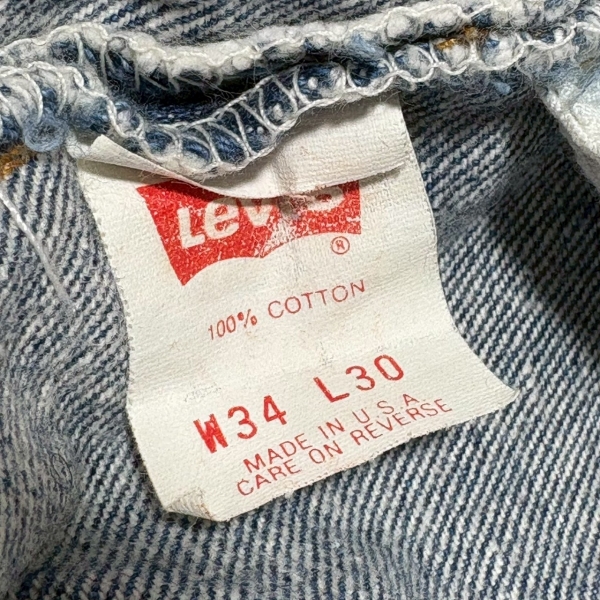 Levi's
®
100% COTTON
W34 L30
MADE IN U.S.A.
CARE ON REVERSE